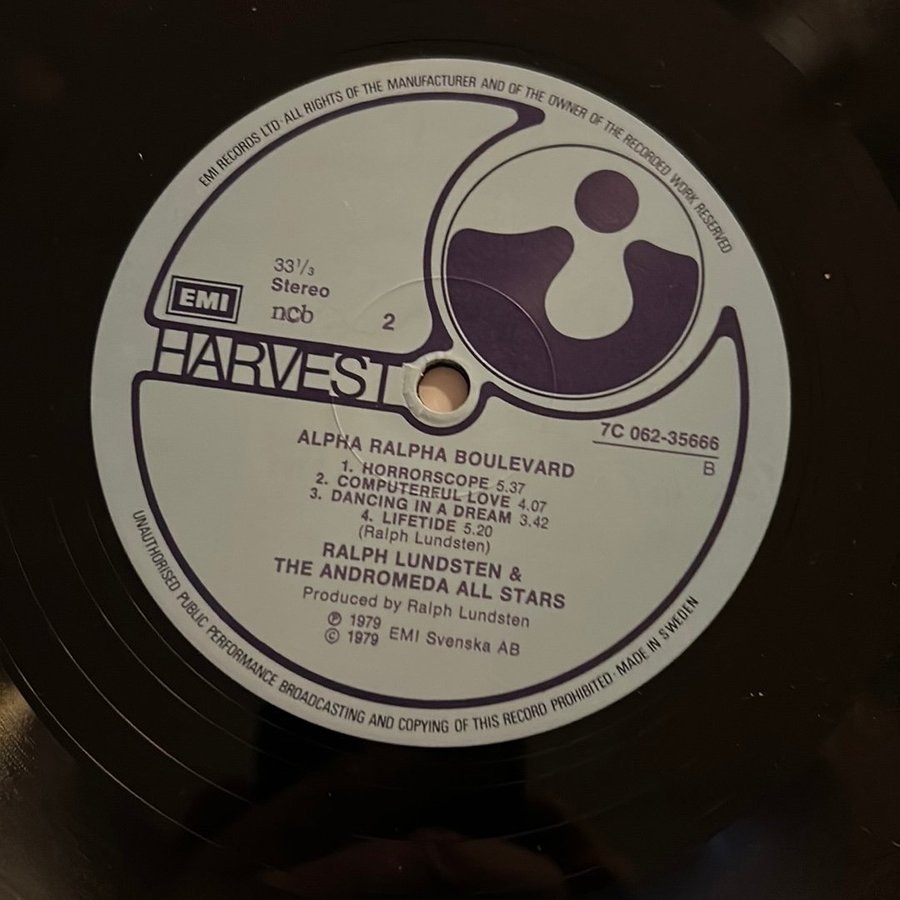 EMI RECORDS LTD·ALL RIGHTS OF THE MANUFACTURER AND OF THE OWNER OF THE RECORDED WORK RESERVED
33 1/3
Stereo
EMI
ncb
2
HARVEST
7C 062-35666
B
ALPHA RALPHA BOULEVARD
1. HORRORSCOPE 5.37
2. COMPUTERFUL LOVE 4.07
3. DANCING IN A DREAM 3.42
4. LIFETIDE 5.20
(Ralph Lundsten)
RALPH LUNDSTEN &
THE ANDROMEDA ALL STARS
Produced by Ralph Lundsten
℗ 1979
© 1979 EMI Svenska AB
UNAUTHORISED PUBLIC PERFORMANCE BROADCASTING AND COPYING OF THIS RECORD PROHIBITED·MADE IN SWEDEN